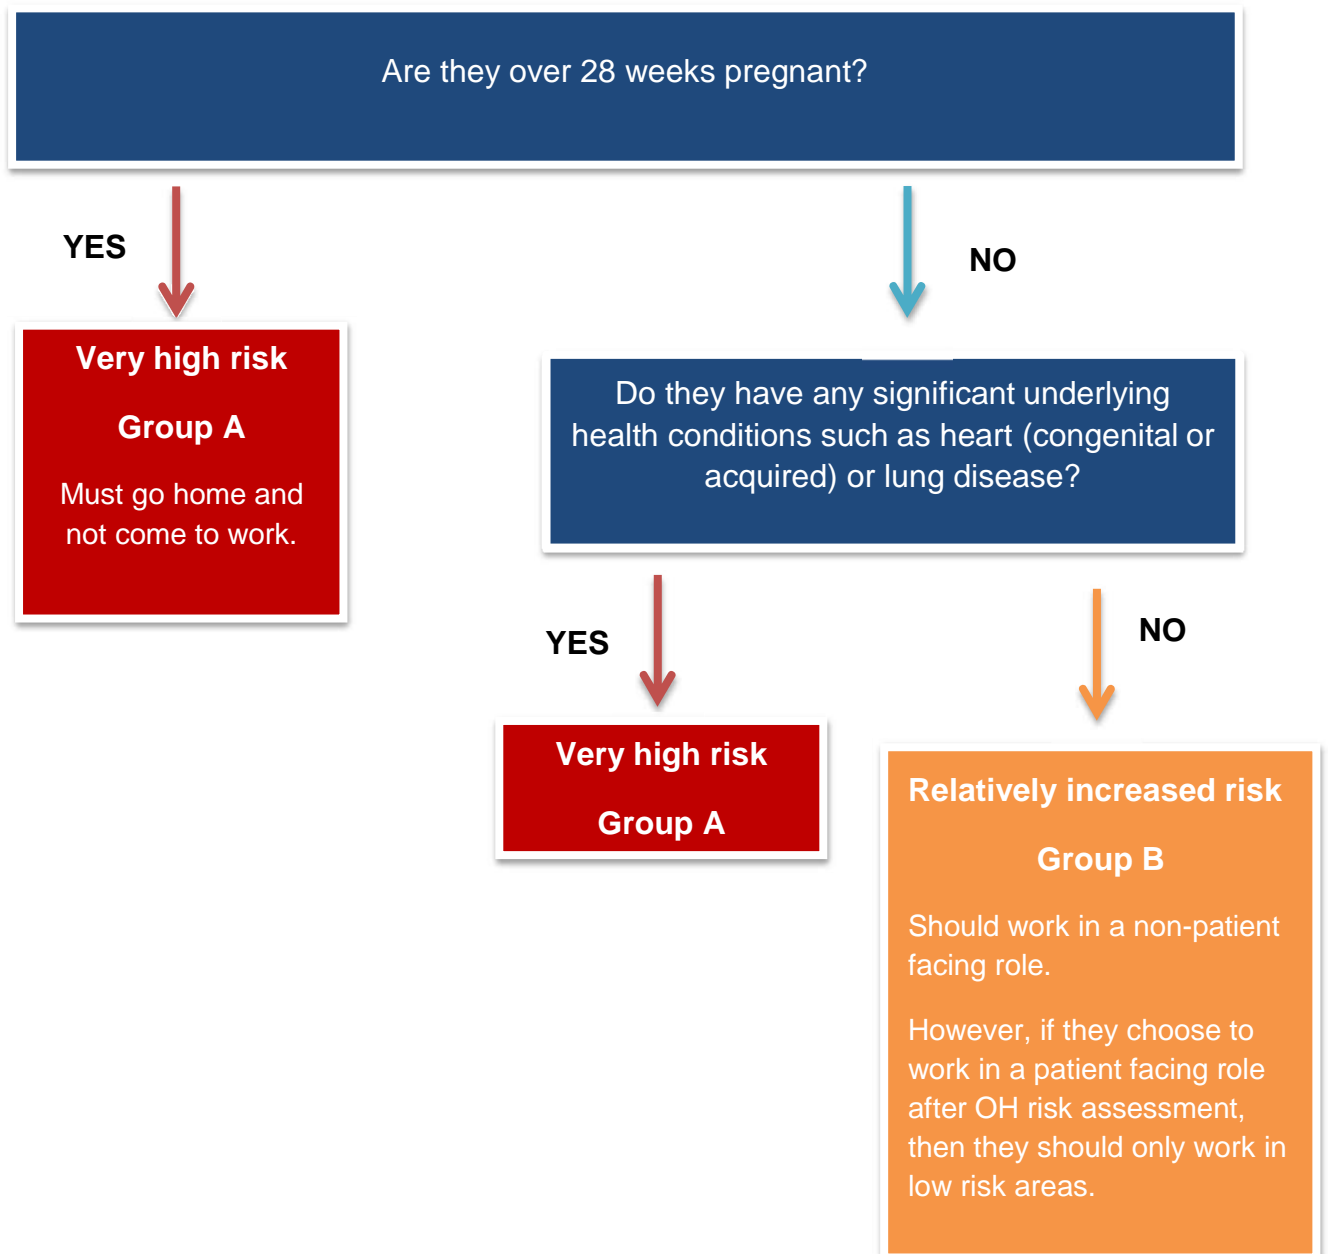 Are they over 28 weeks pregnant?
YES
NO
Very high risk
Group A
Must go home and
not come to work.
Do they have any significant underlying
health conditions such as heart (congenital or
acquired) or lung disease?
YES
NO
Very high risk
Group A
Relatively increased risk
Group B
Should work in a non-patient
facing role.
However, if they choose to
work in a patient facing role
after OH risk assessment,
then they should only work in
low risk areas.